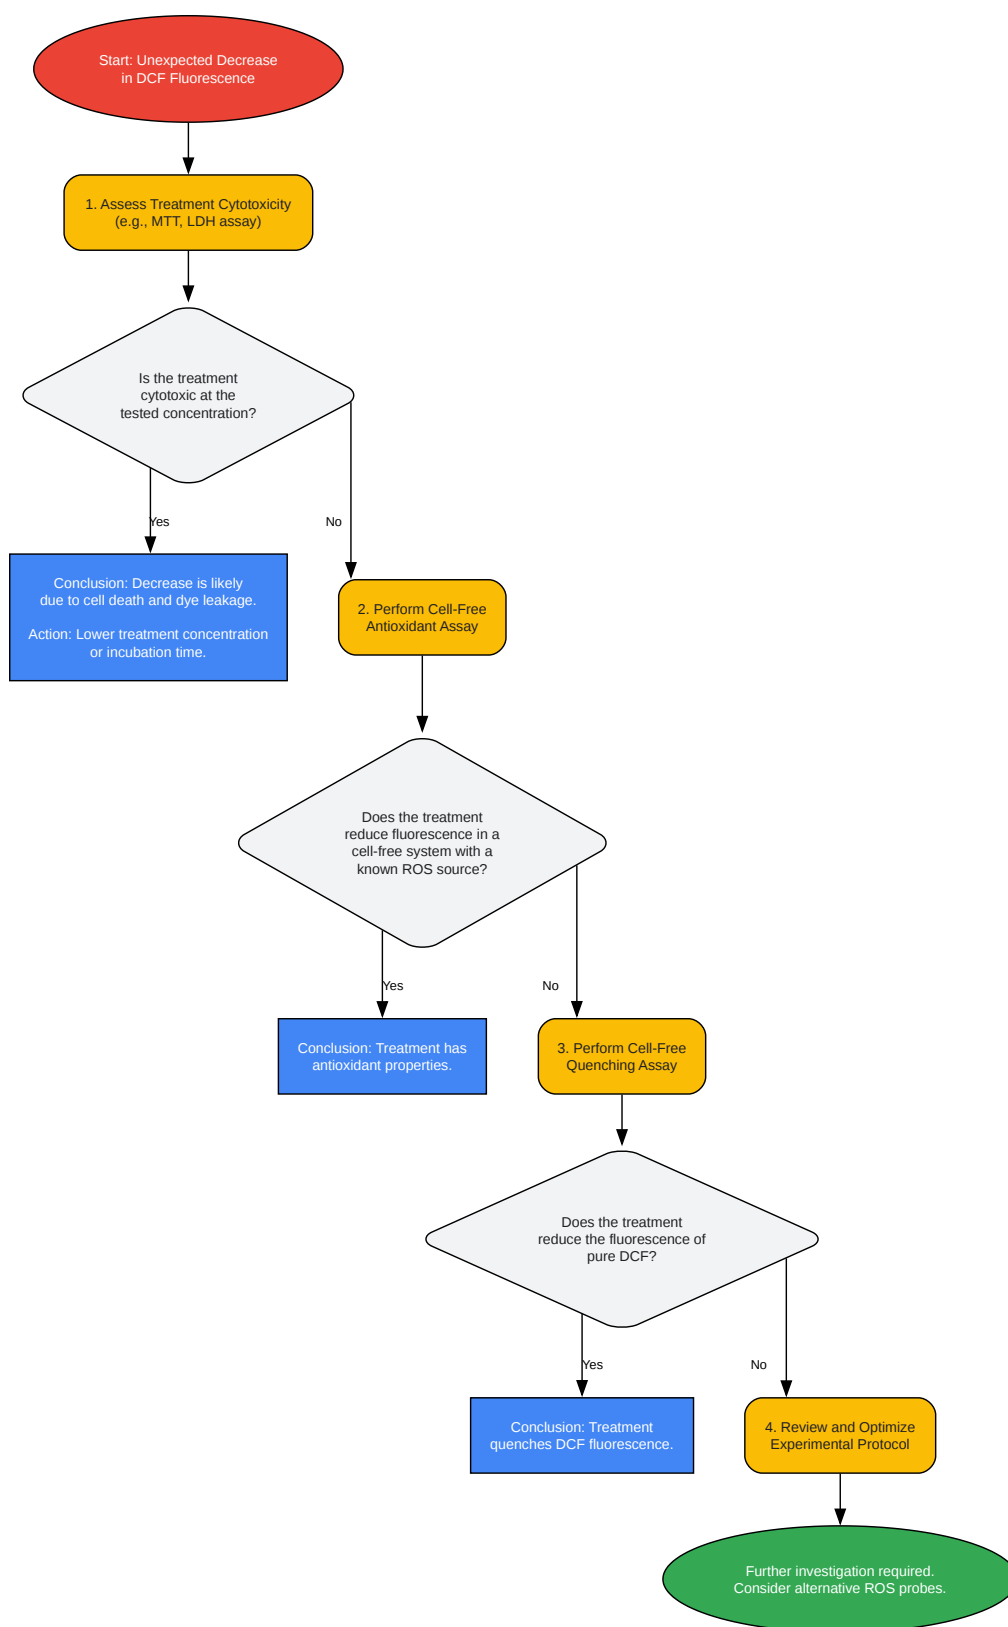 Start: Unexpected Decrease
in DCF Fluorescence
1. Assess Treatment Cytotoxicity
(e.g., MTT, LDH assay)
Is the treatment
cytotoxic at the
tested concentration?
Yes
No
Conclusion: Decrease is likely
due to cell death and dye leakage.
Action: Lower treatment concentration
or incubation time.
2. Perform Cell-Free
Antioxidant Assay
Does the treatment
reduce fluorescence in a
cell-free system with a
known ROS source?
Yes
No
Conclusion: Treatment has
antioxidant properties.
3. Perform Cell-Free
Quenching Assay
Does the treatment
reduce the fluorescence of
pure DCF?
Yes
No
Conclusion: Treatment
quenches DCF fluorescence.
4. Review and Optimize
Experimental Protocol
Further investigation required.
Consider alternative ROS probes.